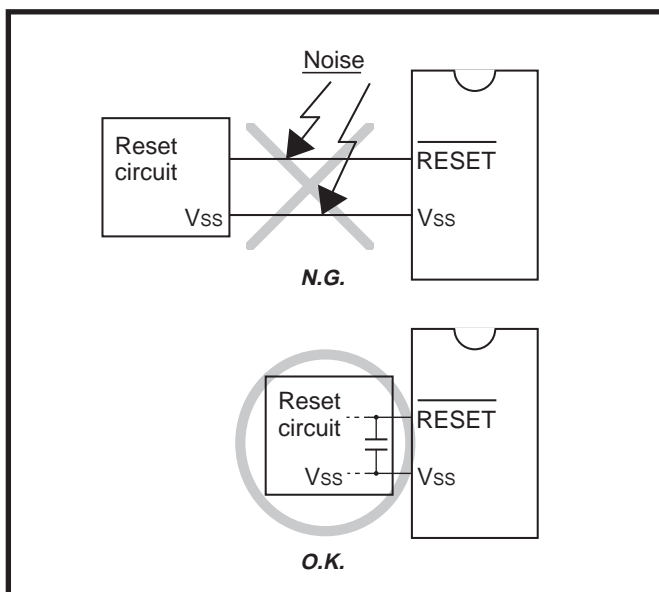 Noise
Reset
circuit
RESET
Vss
Vss
N.G.
Reset
circuit
RESET
Vss
Vss
O.K.